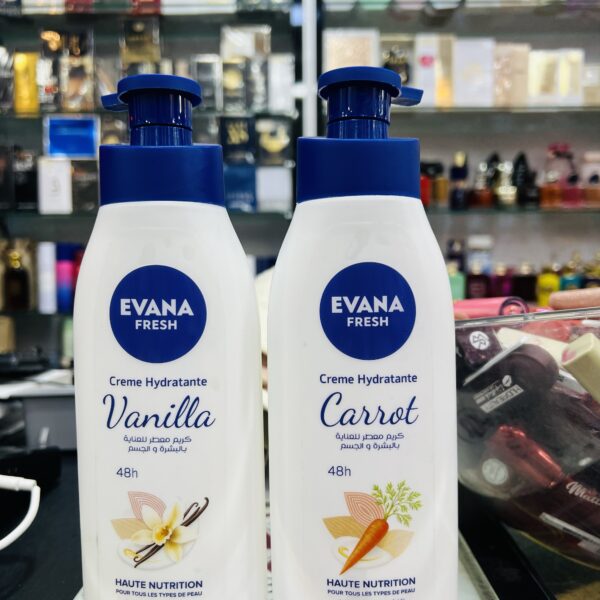 EVANA
FRESH
Creme Hydratante
Vanilla
كريم معطر للعناية
بالبشرة و الجسم
48h
HAUTE NUTRITION
POUR TOUS LES TYPES DE PEAU
EVANA
FRESH
Creme Hydratante
Carrot
كريم معطر للعناية
بالبشرة و الجسم
48h
HAUTE NUTRITION
POUR TOUS LES TYPES DE PEAU